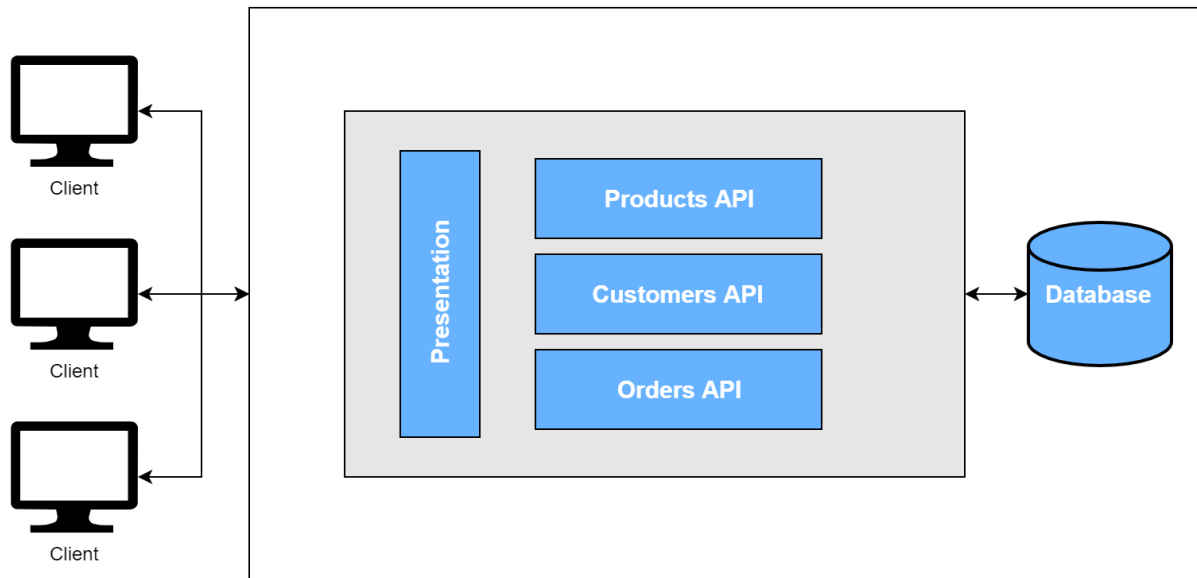 Client
Client
Client
Presentation
Products API
Customers API
Orders API
Database